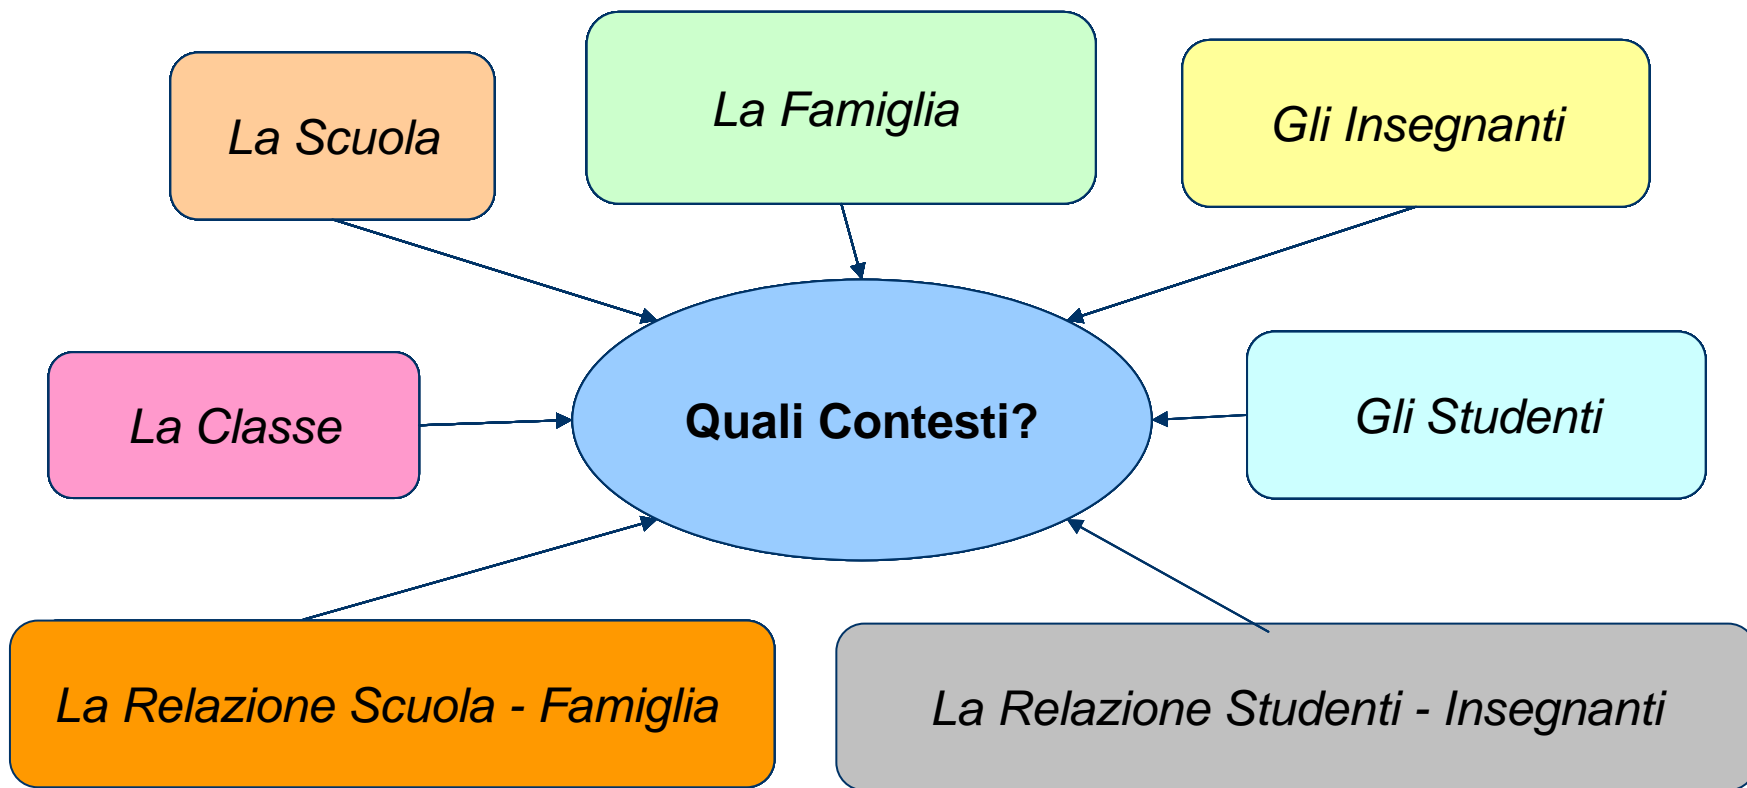 La Scuola
La Famiglia
Gli Insegnanti
La Classe
Quali Contesti?
Gli Studenti
La Relazione Scuola - Famiglia
La Relazione Studenti - Insegnanti